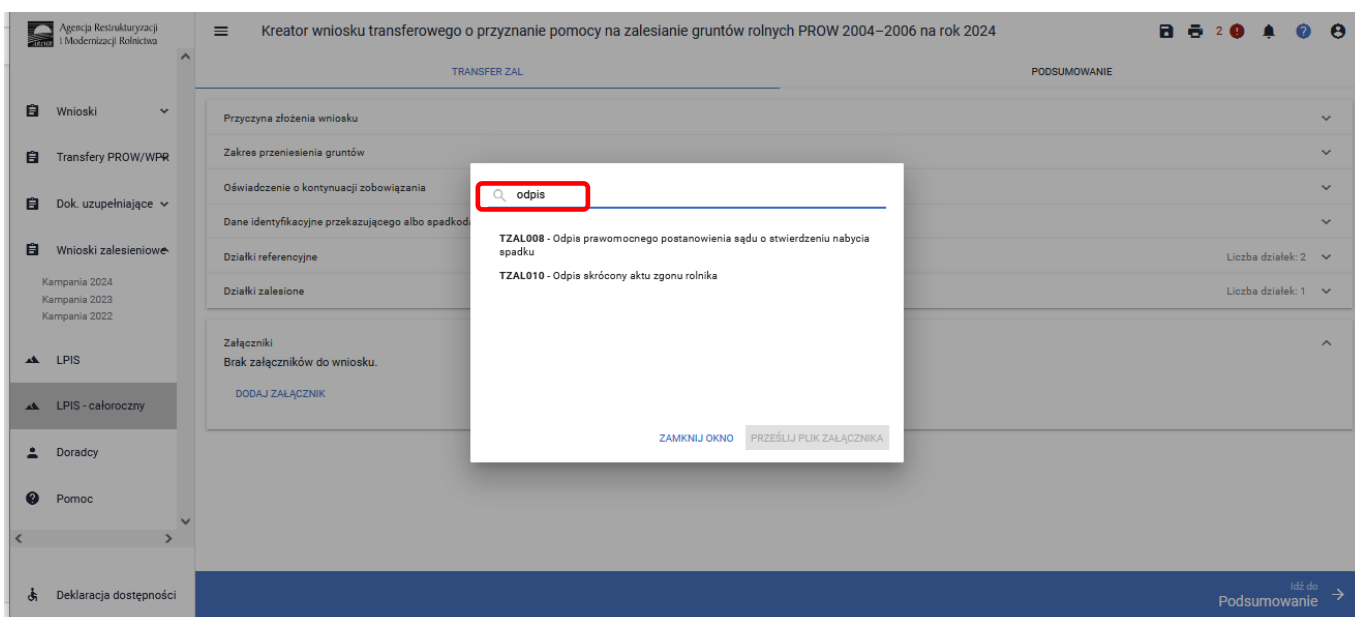 Agencja Restrukturyzacji
i Modernizacji Rolnictwa
Kreator wniosku transferowego o przyznanie pomocy na zalesianie gruntów rolnych PROW 2004–2006 na rok 2024
2
TRANSFER ZAL
PODSUMOWANIE
Wnioski
Transfery PROW/WPR
Dok. uzupełniające
Wnioski zalesieniowe
Kampania 2024
Kampania 2023
Kampania 2022
LPIS
LPIS - całoroczny
Doradcy
Pomoc
Deklaracja dostępności
Przyczyna złożenia wniosku
Zakres przeniesienia gruntów
Oświadczenie o kontynuacji zobowiązania
Dane identyfikacyjne przekazującego albo spadkod
Działki referencyjne
Liczba działek: 2
Działki zalesione
Liczba działek: 1
Załączniki
Brak załączników do wniosku.
DODAJ ZAŁĄCZNIK
odpis
TZAL008 - Odpis prawomocnego postanowienia sądu o stwierdzeniu nabycia
spadku
TZAL010 - Odpis skrócony aktu zgonu rolnika
ZAMKNIJ OKNO
PRZEŚLIJ PLIK ZAŁĄCZNIKA
Idź do
Podsumowanie